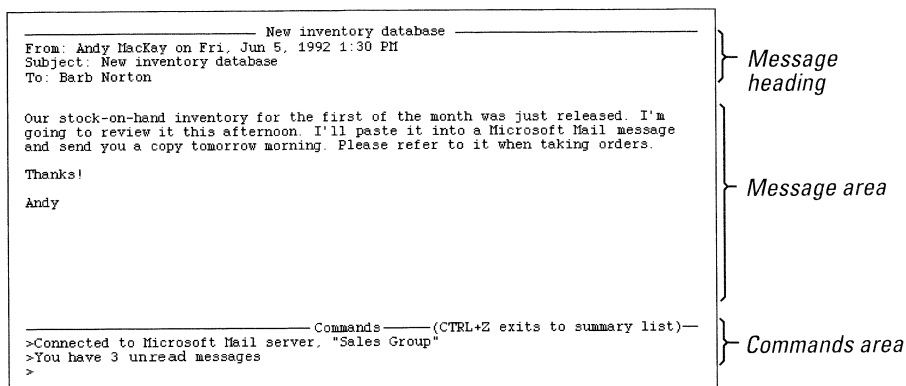 New inventory database
From: Andy MacKay on Fri, Jun 5, 1992 1:30 PM
Subject: New inventory database
To: Barb Norton
Our stock-on-hand inventory for the first of the month was just released. I'm
going to review it this afternoon. I'll paste it into a Microsoft Mail message
and send you a copy tomorrow morning. Please refer to it when taking orders.
Thanks!
Andy
Commands (CTRL+Z exits to summary list)
>Connected to Microsoft Mail server, "Sales Group"
>You have 3 unread messages
>
Message
heading
Message area
Commands area